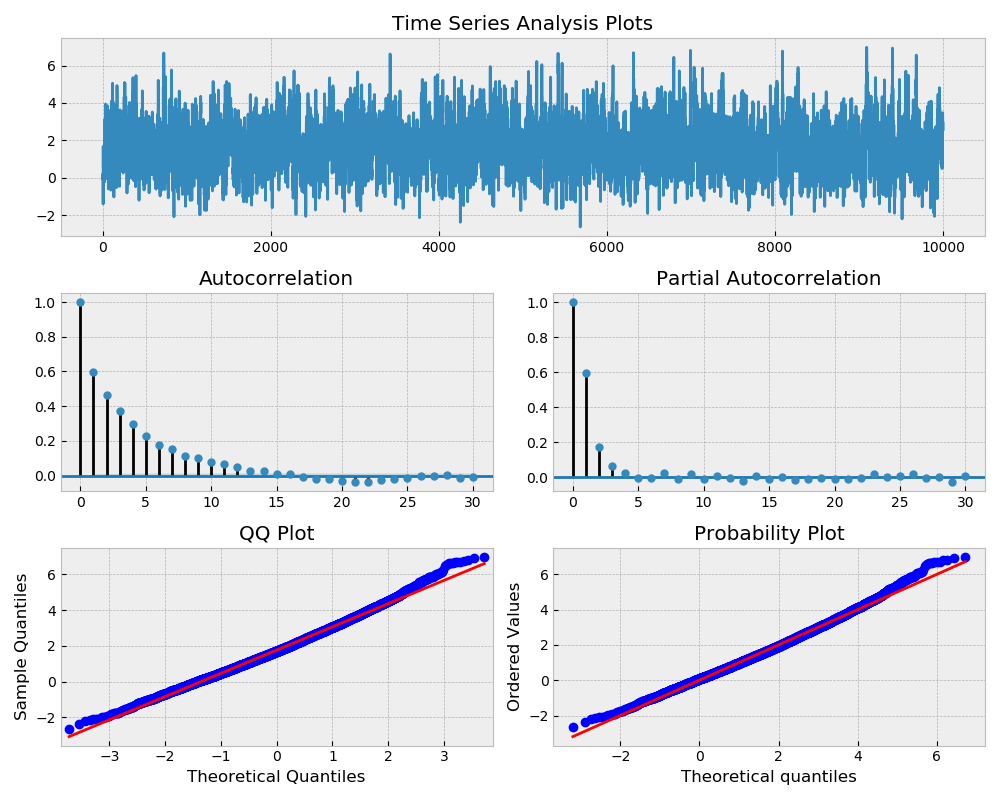 Time Series Analysis Plots
6
4
2
0
−2
0 2000 4000 6000 8000 10000
Autocorrelation
1.0
0.8
0.6
0.4
0.2
0.0
0 5 10 15 20 25 30
Partial Autocorrelation
1.0
0.8
0.6
0.4
0.2
0.0
0 5 10 15 20 25 30
QQ Plot
Sample Quantiles
6
4
2
0
−2
−3 −2 −1 0 1 2 3
Theoretical Quantiles
Probability Plot
Ordered Values
6
4
2
0
−2
−2 0 2 4 6
Theoretical quantiles